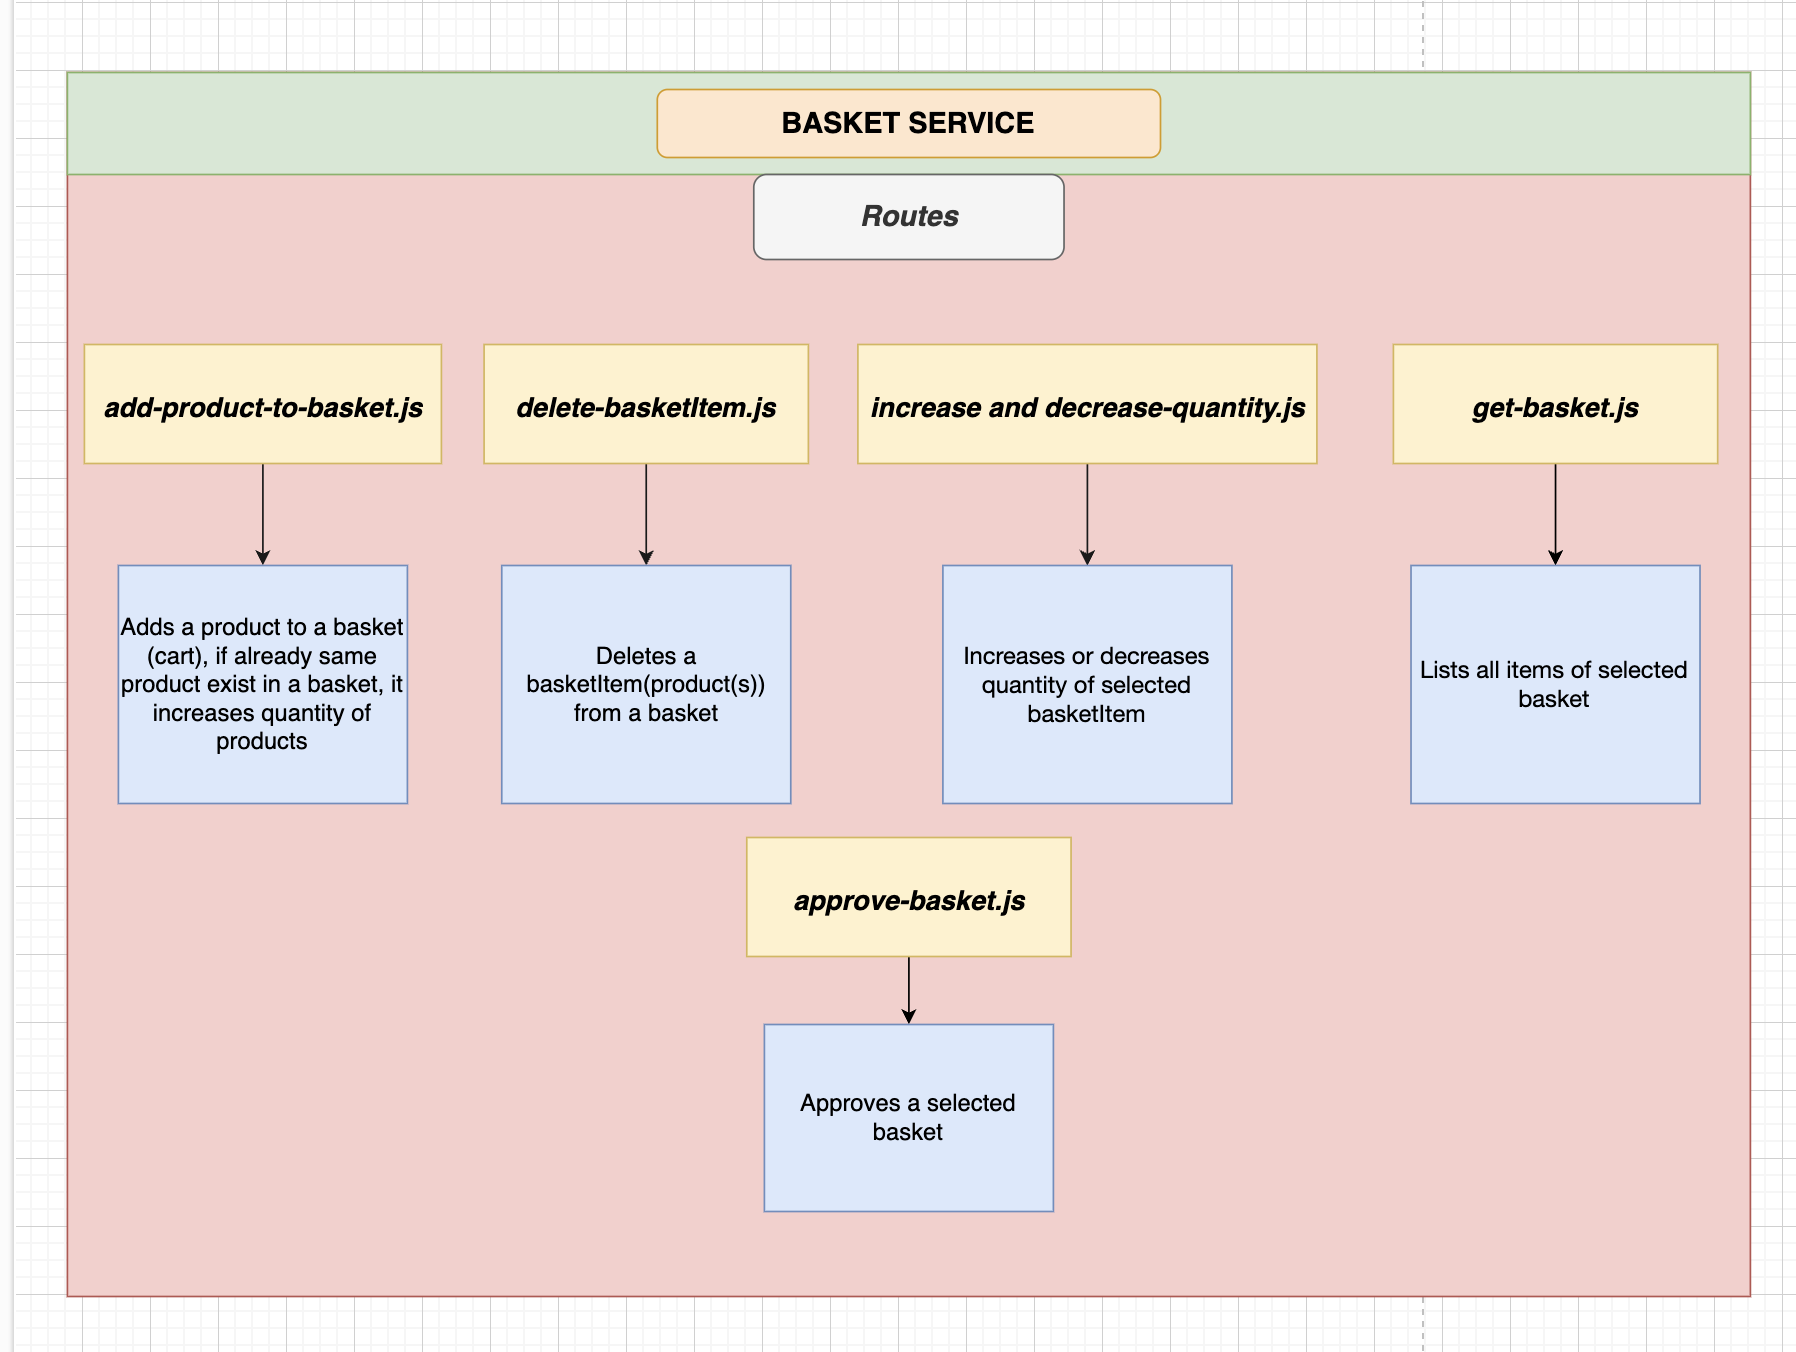 BASKET SERVICE
Routes
add-product-to-basket.js
delete-basketItem.js
increase and decrease-quantity.js
get-basket.js
Adds a product to a basket
(cart), if already same
product exist in a basket, it
increases quantity of
products
Deletes a
basketItem(product(s))
from a basket
Increases or decreases
quantity of selected
basketItem
Lists all items of selected
basket
approve-basket.js
Approves a selected
basket